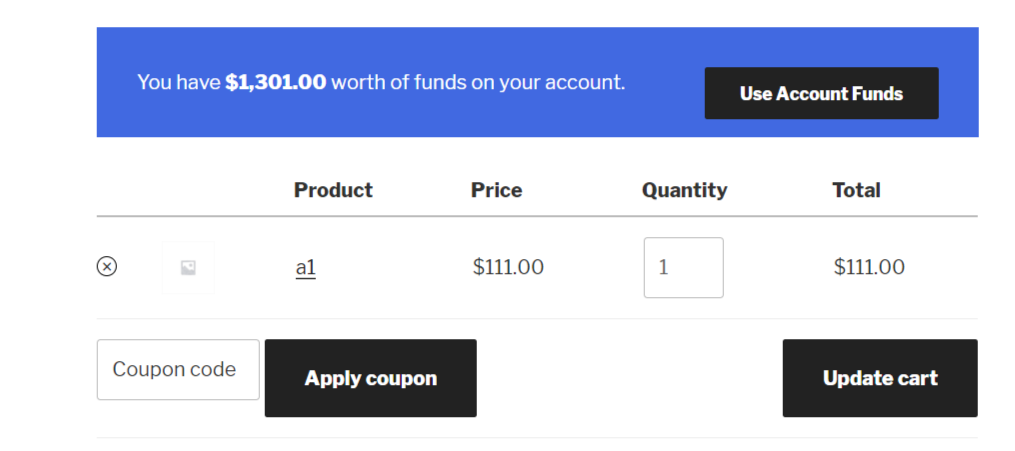 You have $1,301.00 worth of funds on your account.
Use Account Funds
Product Price Quantity Total
a1 $111.00 1 $111.00
Coupon code Apply coupon Update cart